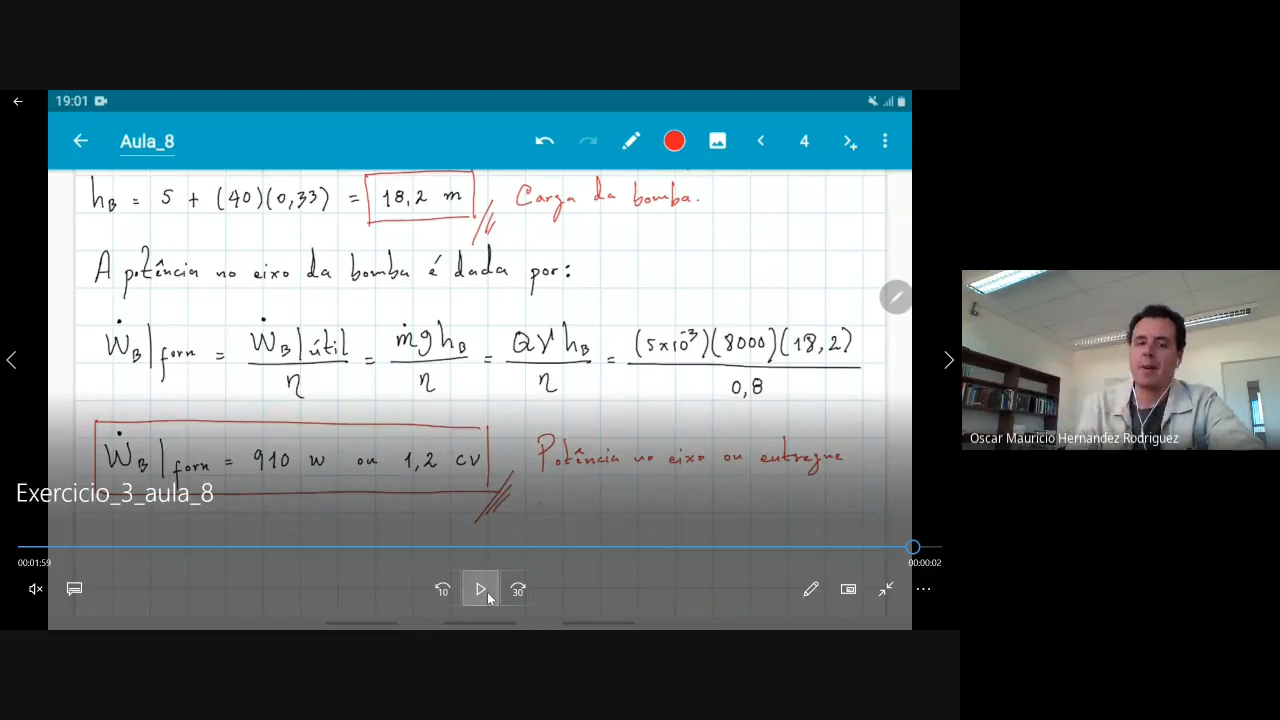 19:01
Aula_8
4
h_B = 5 + (40)(0,33) = 18,2 m Carga da bomba.
A potência no eixo da bomba é dada por:
Ẇ_B|forn = Ẇ_B|útil / η = ṁgh_B / η = Qγh_B / η = (5x10⁻³)(8000)(18,2) / 0,8
Ẇ_B|forn = 910 w ou 1,2 cv Potência no eixo ou entregue
Exercicio_3_aula_8
00:01:59
00:00:02
10
30
Oscar Mauricio Hernandez Rodriguez